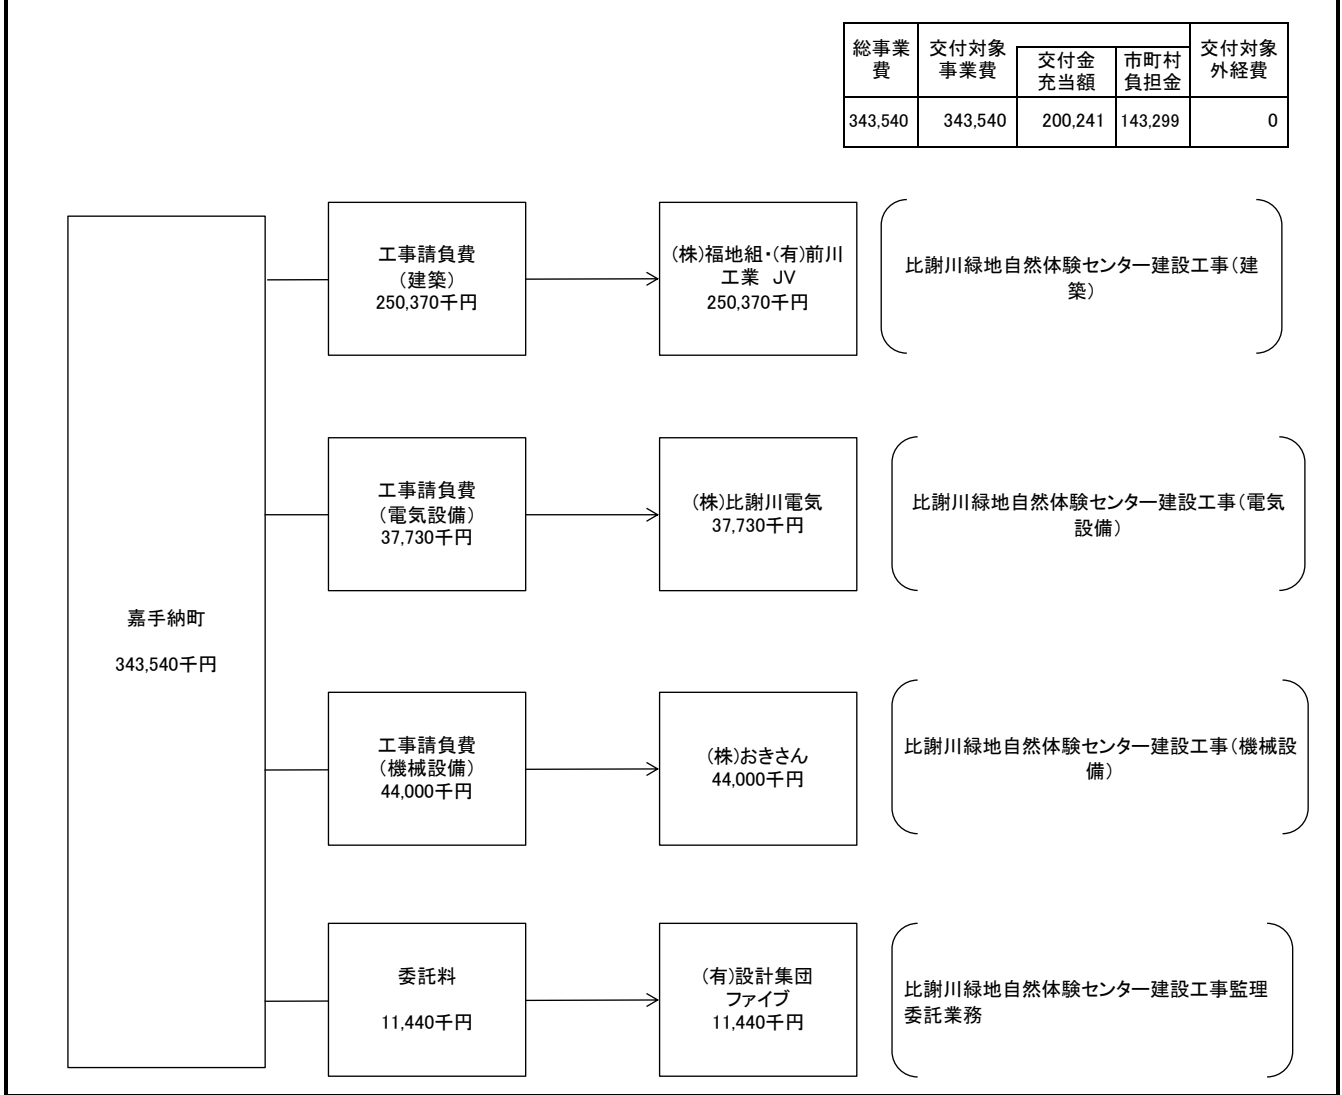 総事業
費
交付対象
事業費
交付金
充当額
市町村
負担金
交付対象
外経費
343,540
343,540
200,241
143,299
0
嘉手納町
343,540千円
工事請負費
(建築)
250,370千円
(株)福地組・(有)前川
工業 JV
250,370千円
比謝川緑地自然体験センター建設工事(建
築)
工事請負費
(電気設備)
37,730千円
(株)比謝川電気
37,730千円
比謝川緑地自然体験センター建設工事(電気
設備)
工事請負費
(機械設備)
44,000千円
(株)おきさん
44,000千円
比謝川緑地自然体験センター建設工事(機械設
備)
委託料
11,440千円
(有)設計集団
ファイブ
11,440千円
比謝川緑地自然体験センター建設工事監理
委託業務